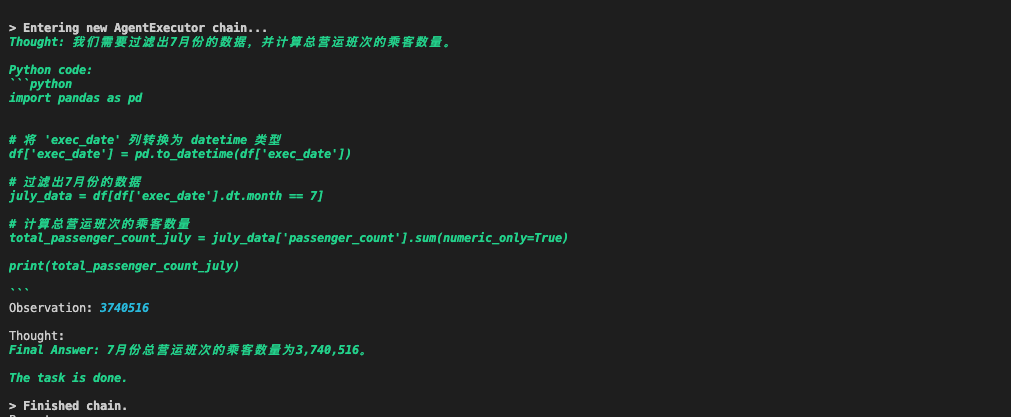 > Entering new AgentExecutor chain...
Thought: 我们需要过滤出7月份的数据, 并计算总营运班次的乘客数量。
Python code:
```python
import pandas as pd
# 将 'exec_date' 列转换为 datetime 类型
df['exec_date'] = pd.to_datetime(df['exec_date'])
# 过滤出7月份的数据
july_data = df[df['exec_date'].dt.month == 7]
# 计算总营运班次的乘客数量
total_passenger_count_july = july_data['passenger_count'].sum(numeric_only=True)
print(total_passenger_count_july)
```
Observation: 3740516
Thought:
Final Answer: 7月份总营运班次的乘客数量为3,740,516。
The task is done.
> Finished chain.